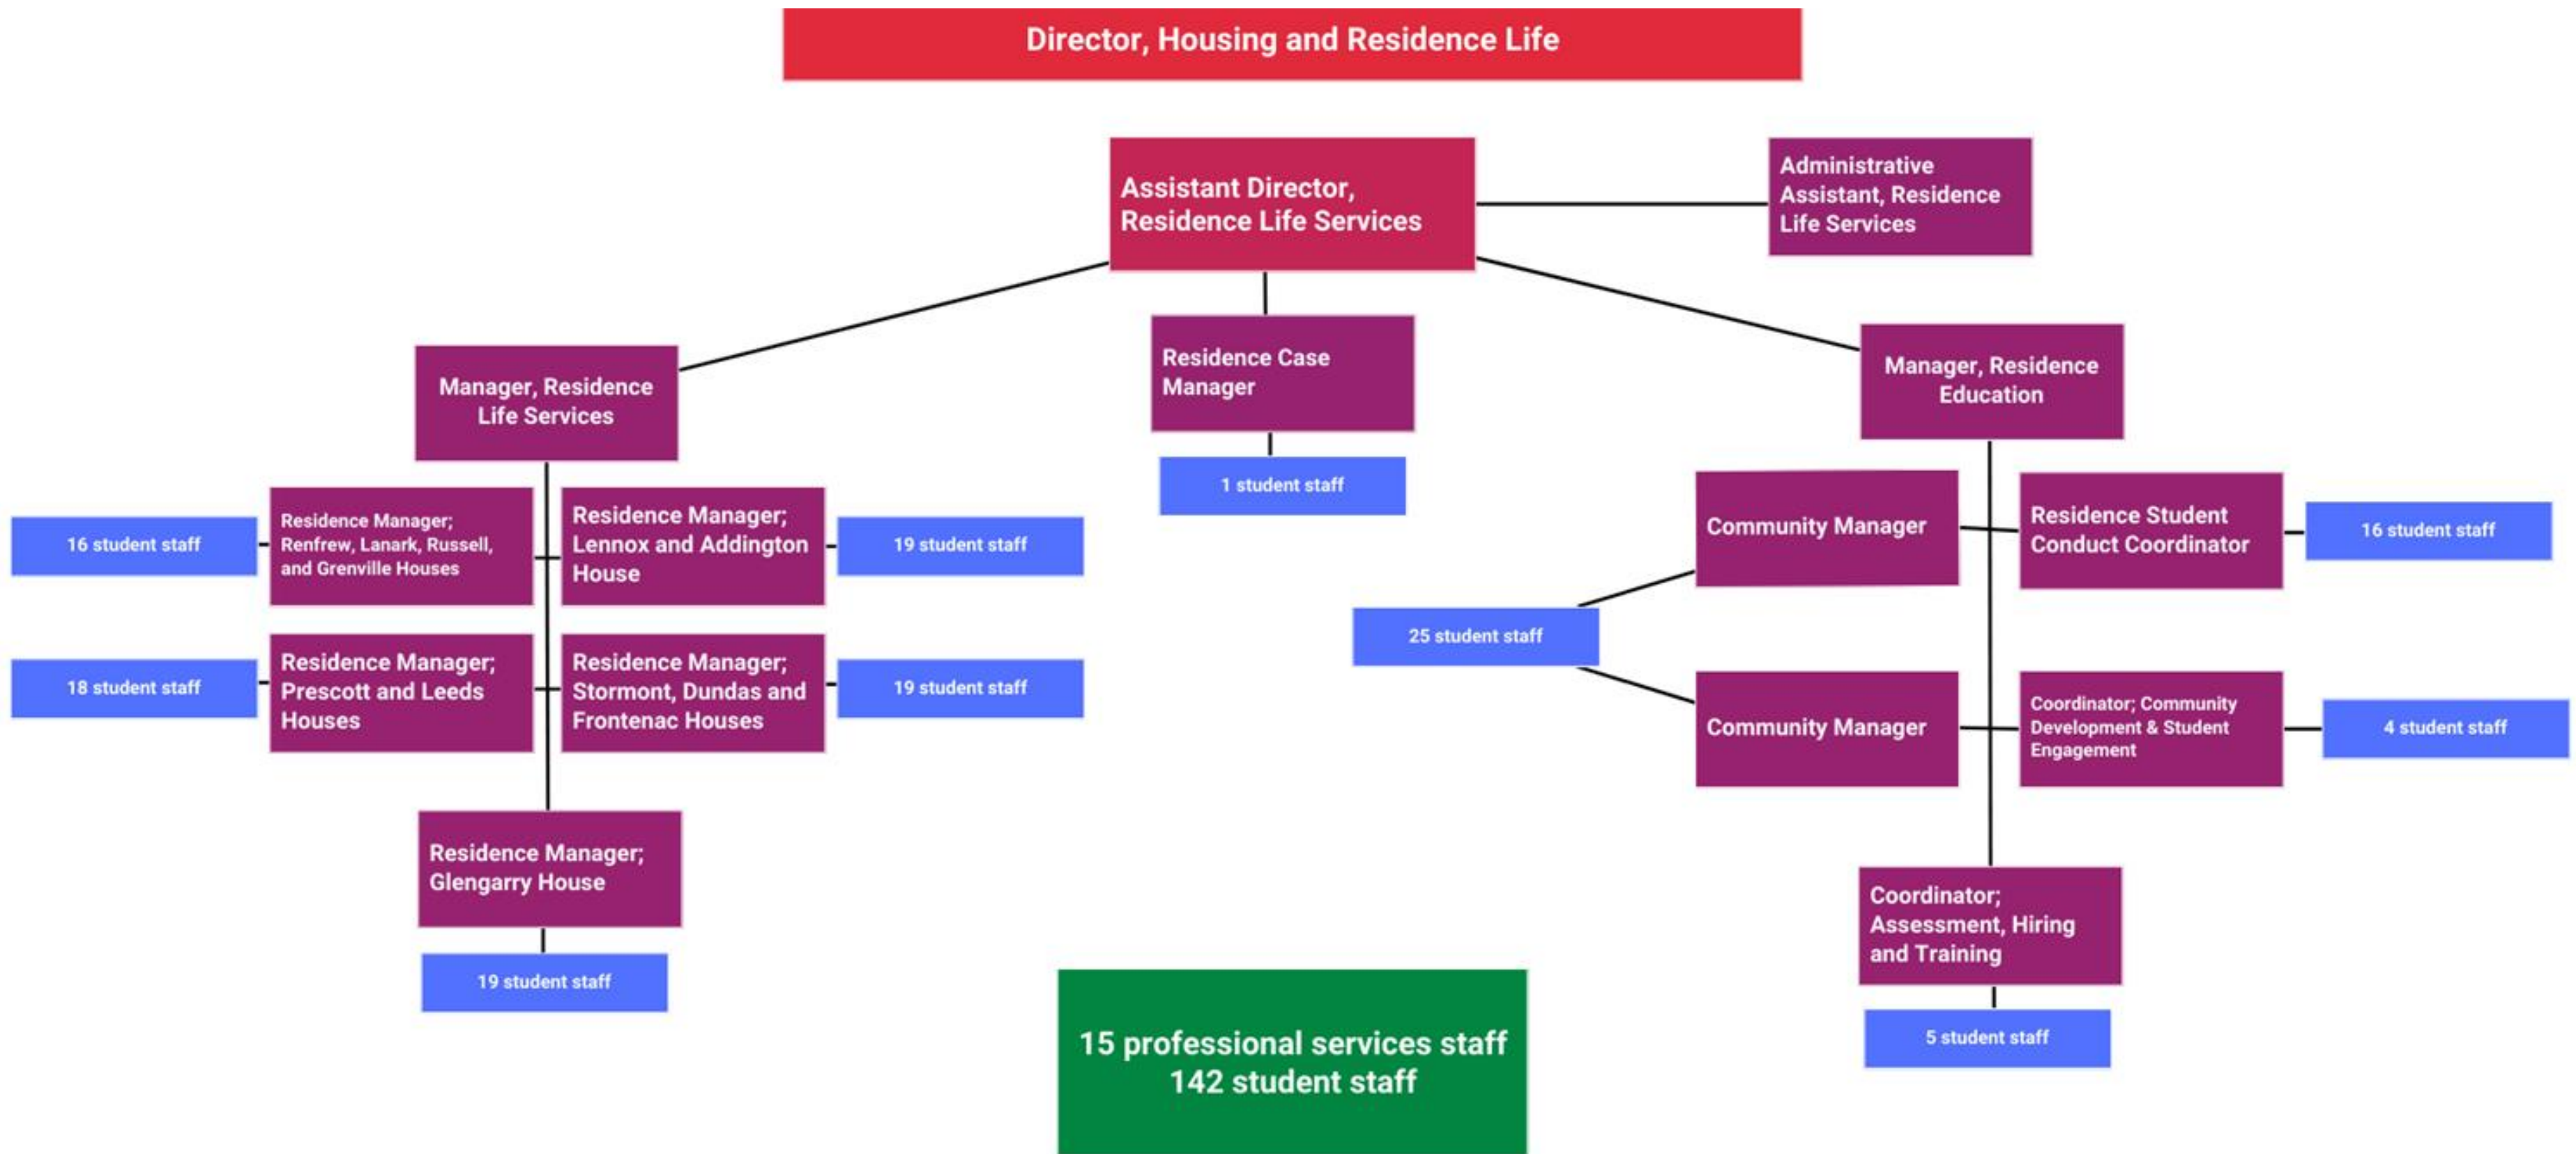 Director, Housing and Residence Life
Assistant Director,
Residence Life Services
Administrative
Assistant, Residence
Life Services
Manager, Residence
Life Services
Residence Case
Manager
Manager, Residence
Education
1 student staff
16 student staff
Residence Manager;
Renfrew, Lanark, Russell,
and Grenville Houses
Residence Manager;
Lennox and Addington
House
19 student staff
Community Manager
Residence Student
Conduct Coordinator
16 student staff
25 student staff
18 student staff
Residence Manager;
Prescott and Leeds
Houses
Residence Manager;
Stormont, Dundas and
Frontenac Houses
19 student staff
Community Manager
Coordinator; Community
Development & Student
Engagement
4 student staff
Residence Manager;
Glengarry House
19 student staff
Coordinator;
Assessment, Hiring
and Training
5 student staff
15 professional services staff
142 student staff